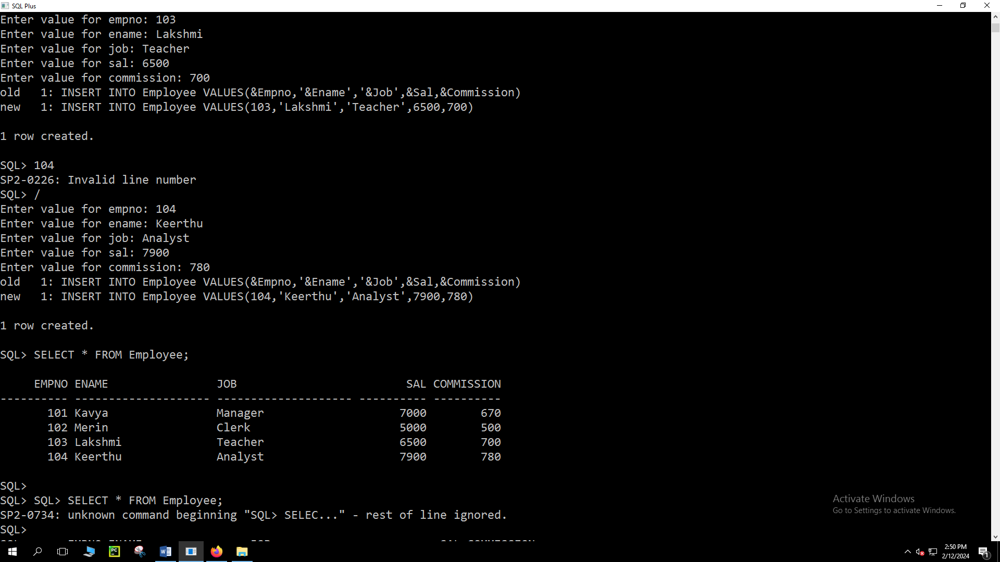 SQL Plus
Enter value for empno: 103
Enter value for ename: Lakshmi
Enter value for job: Teacher
Enter value for sal: 6500
Enter value for commission: 700
old   1: INSERT INTO Employee VALUES(&Empno,'&Ename','&Job',&Sal,&Commission)
new   1: INSERT INTO Employee VALUES(103,'Lakshmi','Teacher',6500,700)
1 row created.
SQL> 104
SP2-0226: Invalid line number
SQL> /
Enter value for empno: 104
Enter value for ename: Keerthu
Enter value for job: Analyst
Enter value for sal: 7900
Enter value for commission: 780
old   1: INSERT INTO Employee VALUES(&Empno,'&Ename','&Job',&Sal,&Commission)
new   1: INSERT INTO Employee VALUES(104,'Keerthu','Analyst',7900,780)
1 row created.
SQL> SELECT * FROM Employee;
     EMPNO ENAME                JOB                         SAL COMMISSION
---------- -------------------- -------------------- ---------- ----------
       101 Kavya                Manager                    7000        670
       102 Merin                Clerk                      5000        500
       103 Lakshmi              Teacher                    6500        700
       104 Keerthu              Analyst                    7900        780
SQL>
SQL> SQL> SELECT * FROM Employee;
SP2-0734: unknown command beginning "SQL> SELEC..." - rest of line ignored.
SQL>
Activate Windows
Go to Settings to activate Windows.
PC
2:50 PM
2/12/2024
1